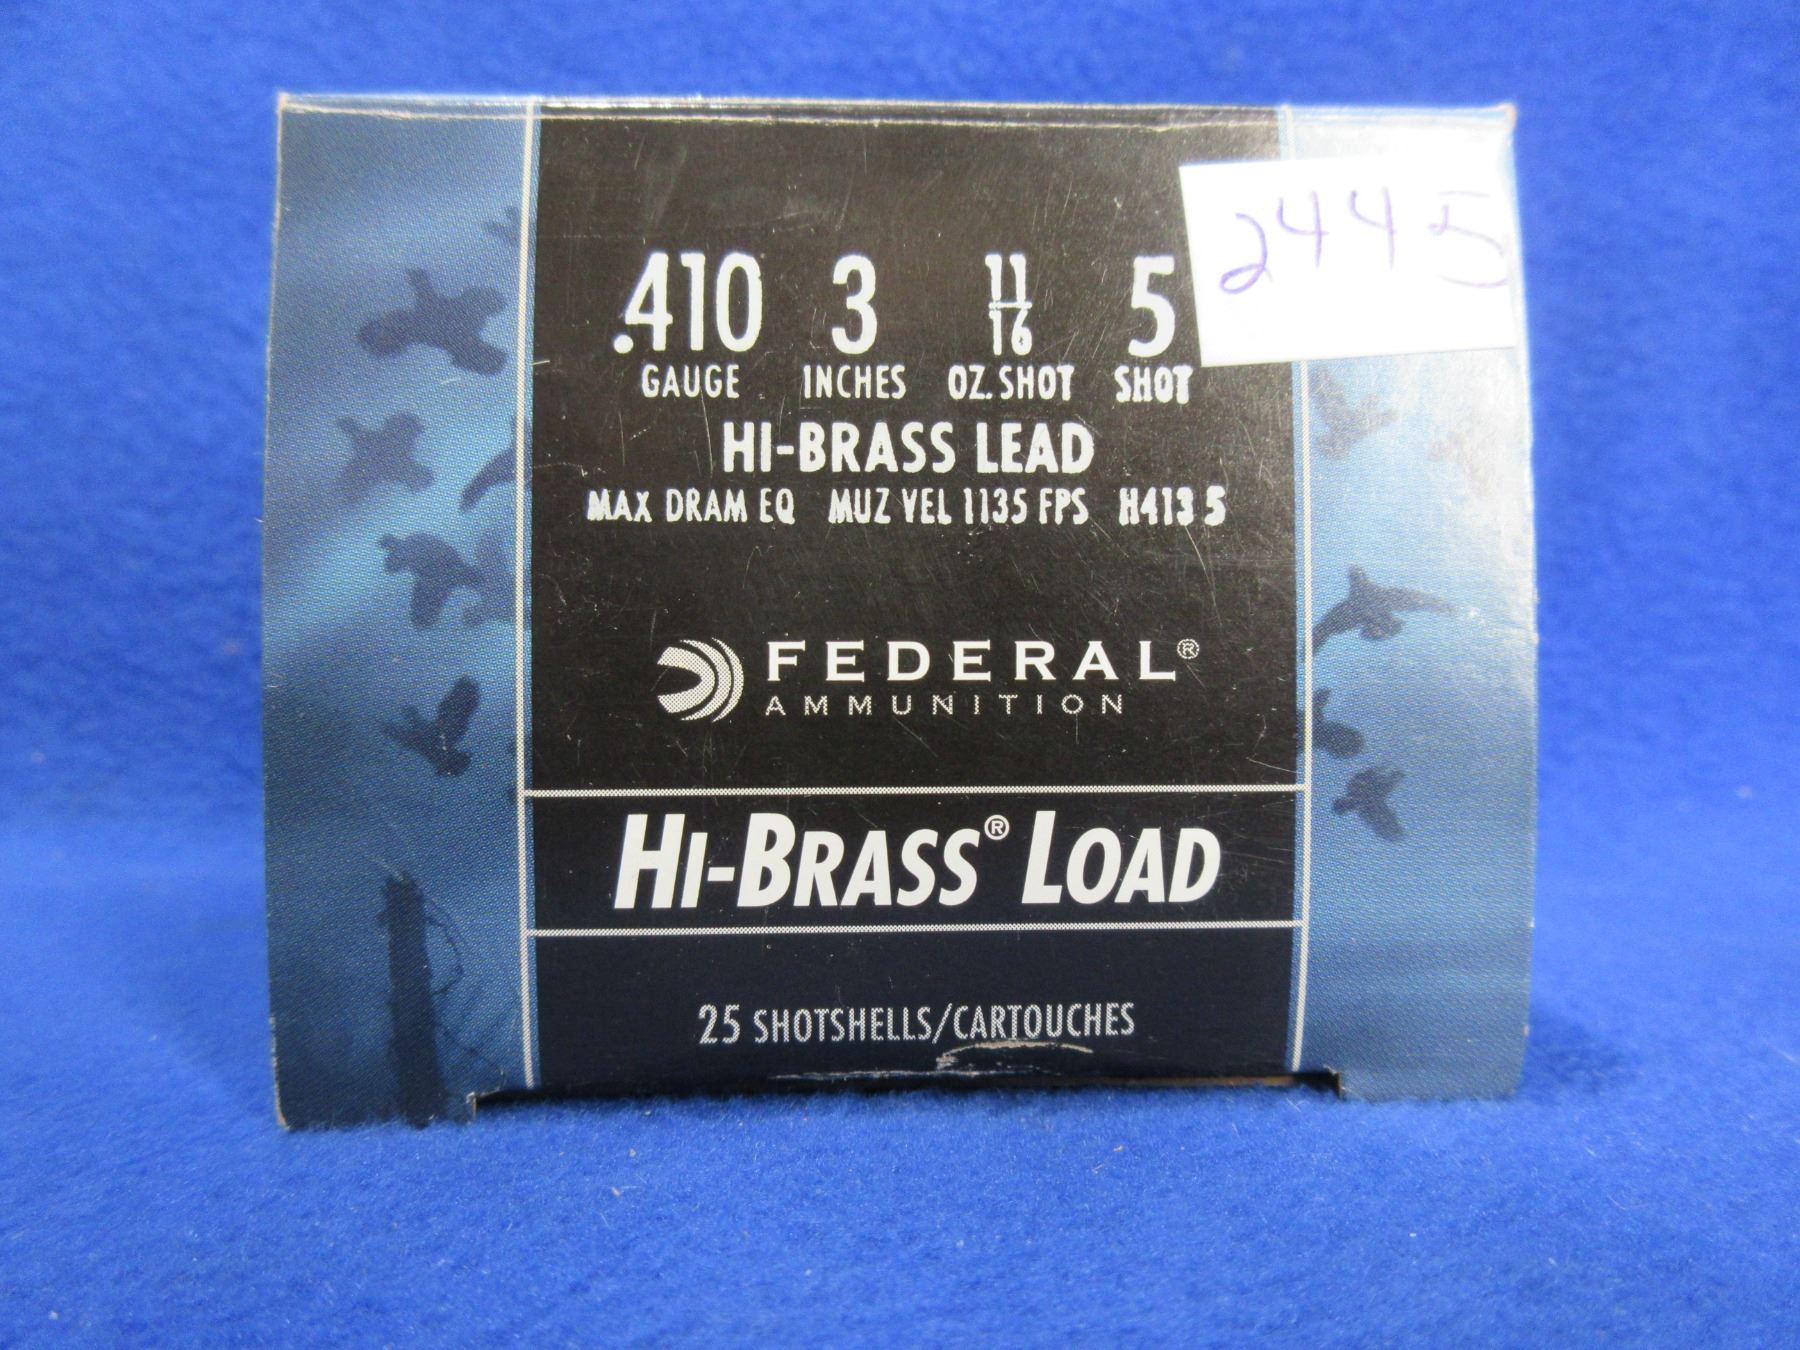 2445
.410 3 11/16 5
GAUGE INCHES OZ. SHOT SHOT
HI-BRASS LEAD
MAX DRAM EQ MUZ VEL 1135 FPS H413 5
FEDERAL®
AMMUNITION
HI-BRASS® LOAD
25 SHOTSHELLS/CARTOUCHES